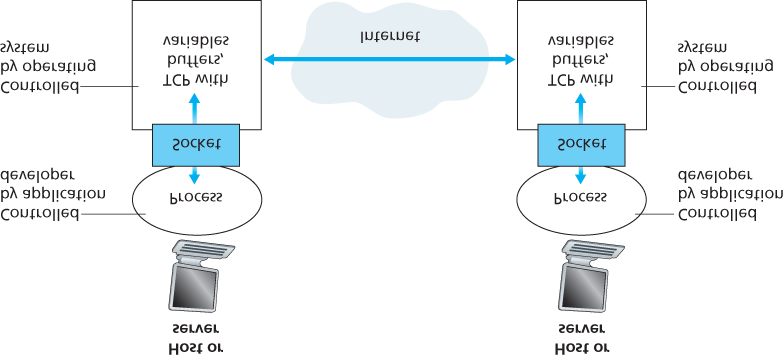 Host or
server
Host or
server
Controlled
by application
developer
Process
Process
Controlled
by application
developer
Socket
Socket
Controlled
by operating
system
TCP with
buffers,
variables
Internet
TCP with
buffers,
variables
Controlled
by operating
system